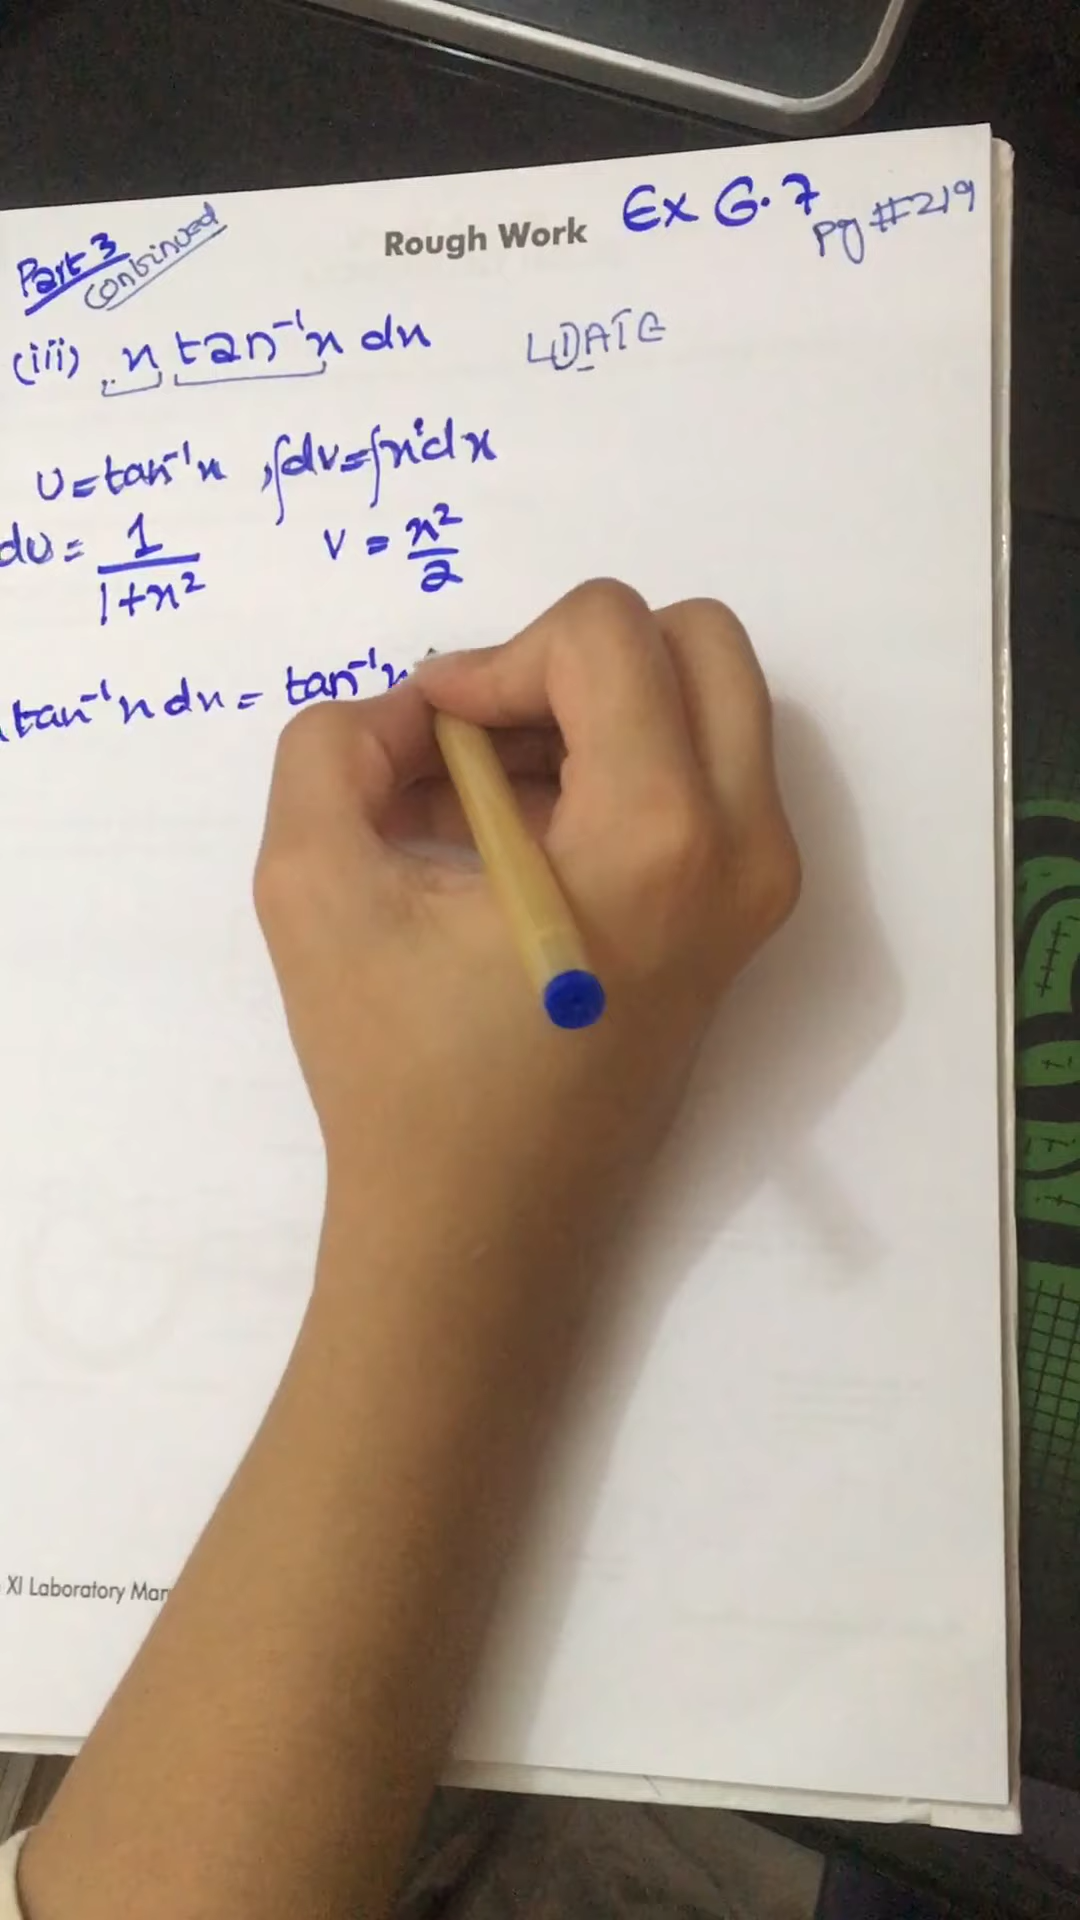 Part 3
continued
Rough Work
Ex 6.7
pg #219
(iii) x tan⁻¹x dx
LIATE
u = tan⁻¹x , ∫dv = ∫x¹dx
du = 1/1+x²
v = x²/2
tan⁻¹x dx = tan⁻¹x
XI Laboratory Man